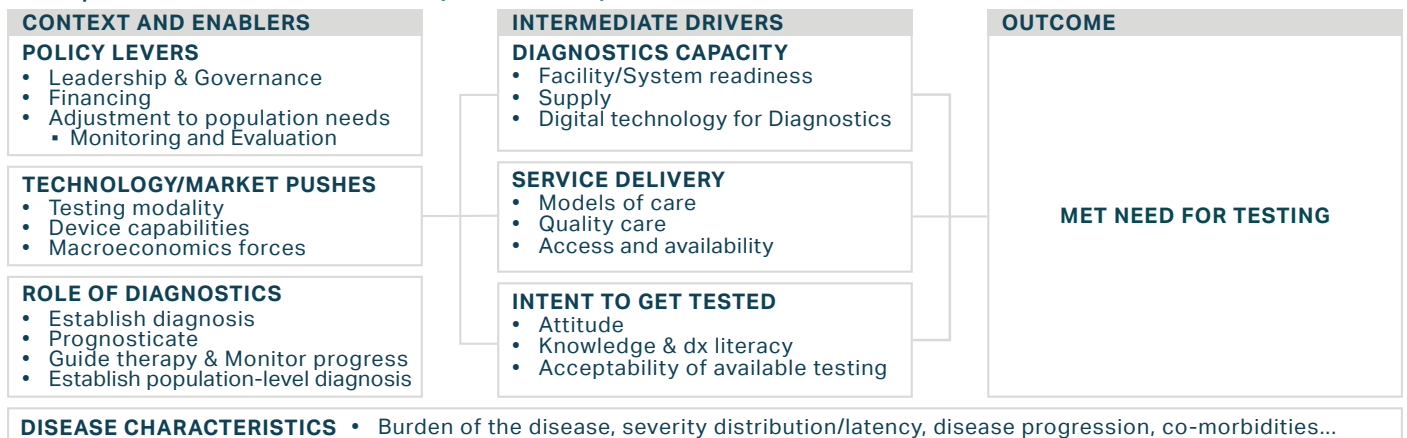 CONTEXT AND ENABLERS
POLICY LEVERS
• Leadership & Governance
• Financing
• Adjustment to population needs
▪ Monitoring and Evaluation
TECHNOLOGY/MARKET PUSHES
• Testing modality
• Device capabilities
• Macroeconomics forces
ROLE OF DIAGNOSTICS
• Establish diagnosis
• Prognosticate
• Guide therapy & Monitor progress
• Establish population-level diagnosis
INTERMEDIATE DRIVERS
DIAGNOSTICS CAPACITY
• Facility/System readiness
• Supply
• Digital technology for Diagnostics
SERVICE DELIVERY
• Models of care
• Quality care
• Access and availability
INTENT TO GET TESTED
• Attitude
• Knowledge & dx literacy
• Acceptability of available testing
OUTCOME
MET NEED FOR TESTING
DISEASE CHARACTERISTICS • Burden of the disease, severity distribution/latency, disease progression, co-morbidities...